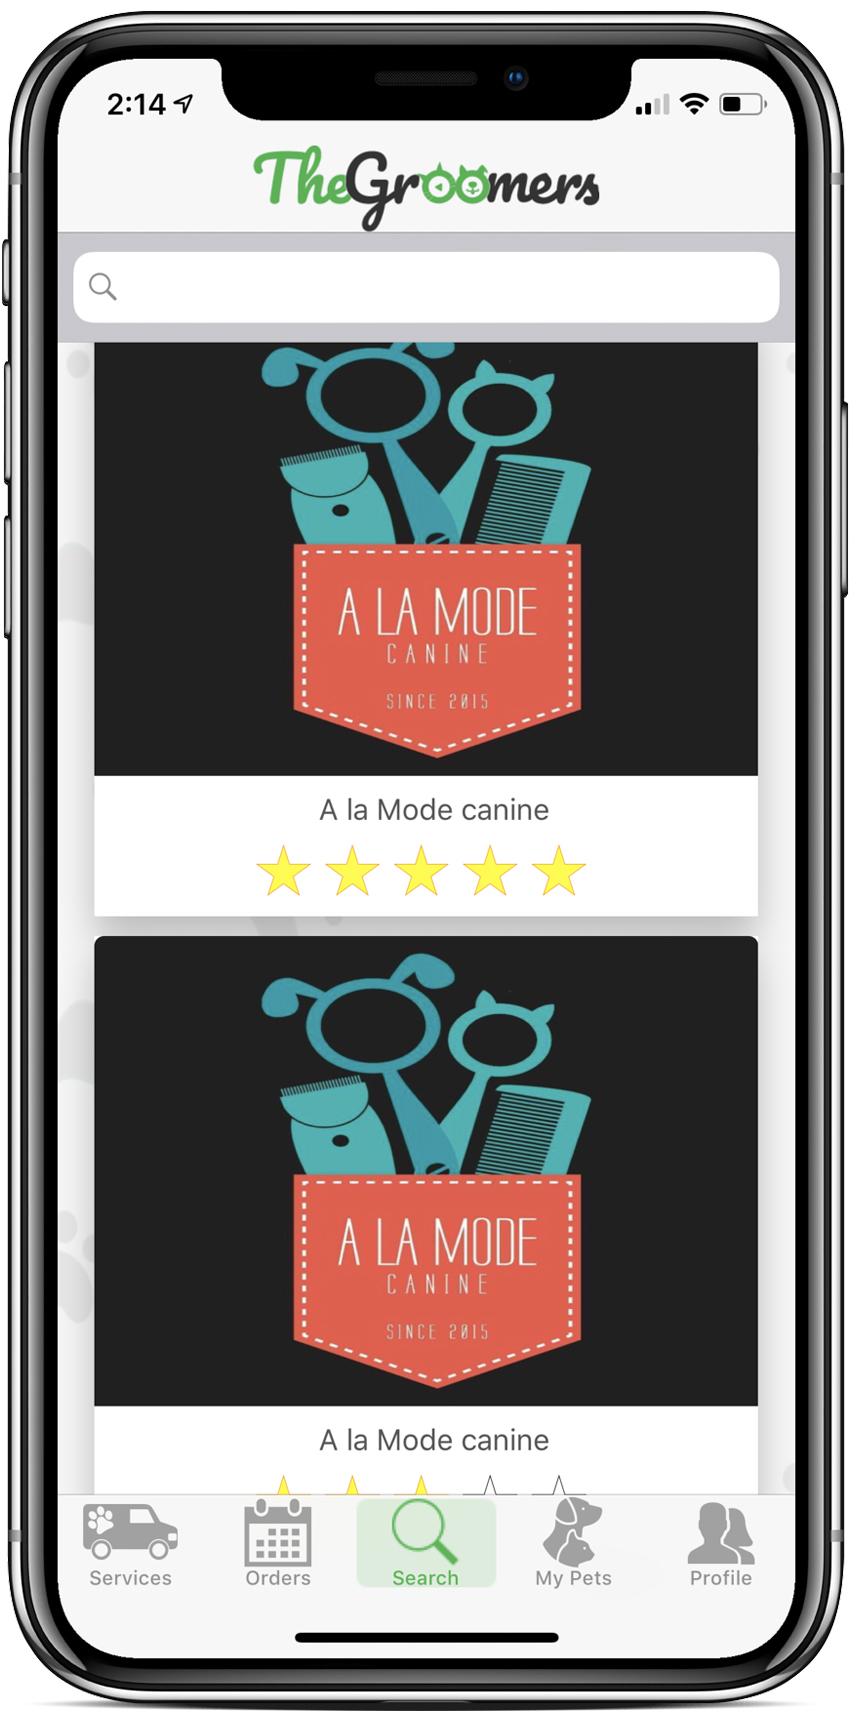 2:14
TheGroomers
A LA MODE
CANINE
SINCE 2015
A la Mode canine
A LA MODE
CANINE
SINCE 2015
A la Mode canine
Services
Orders
Search
My Pets
Profile